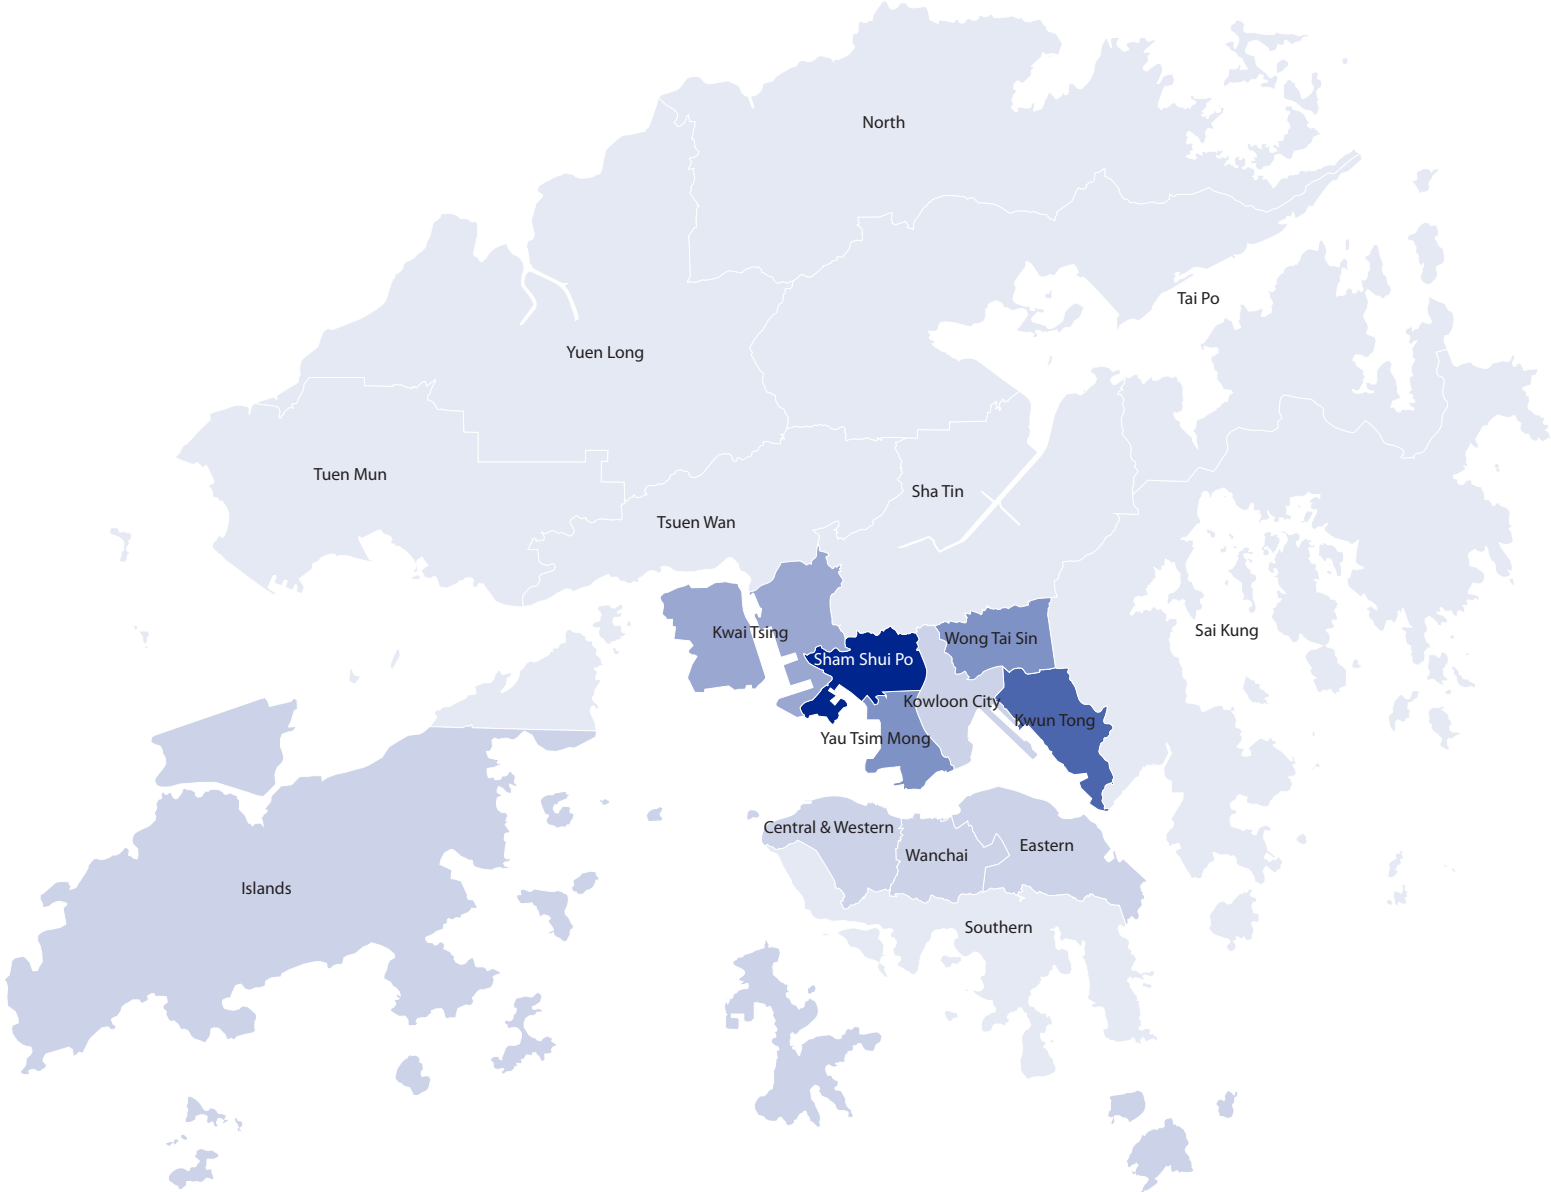 North
Tai Po
Yuen Long
Tuen Mun
Sha Tin
Tsuen Wan
Kwai Tsing
Sai Kung
Wong Tai Sin
Sham Shui Po
Kowloon City
Kwun Tong
Yau Tsim Mong
Central & Western
Eastern
Wanchai
Islands
Southern